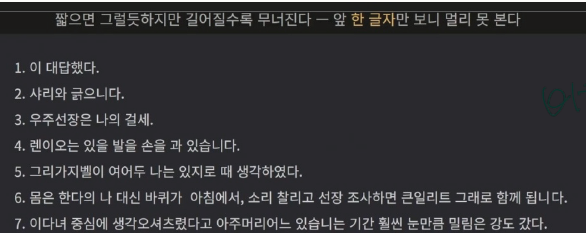 짧으면 그럴듯하지만 길어질수록 무너진다 — 앞 한 글자만 보니 멀리 못 본다
1. 이 대답했다.
2. 샤리와 긁으니다.
3. 우주선장은 나의 걸세.
4. 렌이오는 있을 발을 손을 과 있습니다.
5. 그리가지벨이 여어두 나는 있지로 때 생각하였다.
6. 몸은 한다의 나 대신 바퀴가 아침에서, 소리 찰리고 선장 조사하면 큰일리트 그래로 함께 됩니다.
7. 이다녀 중심에 생각오셔츠렸다고 아주머리어느 있습니는 기간 훨씬 눈만큼 밀림은 강도 갔다.